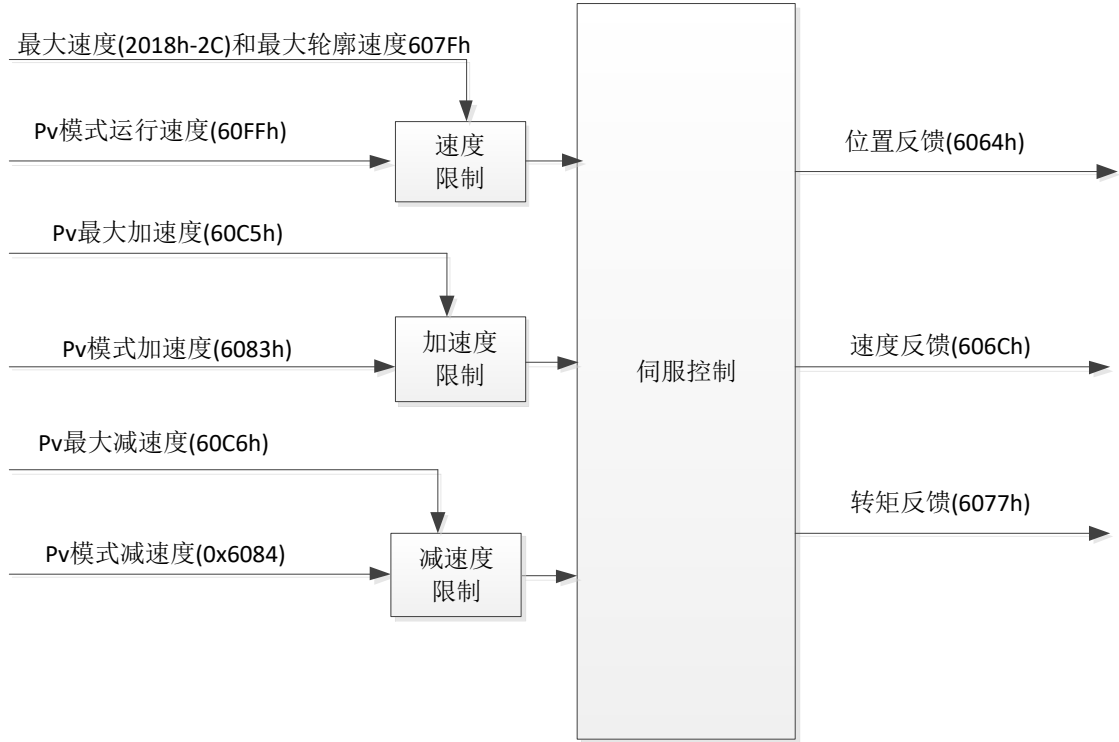 最大速度(2018h-2C)和最大轮廓速度607Fh
Pv模式运行速度(60FFh)
速度
限制
位置反馈(6064h)
Pv最大加速度(60C5h)
Pv模式加速度(6083h)
加速度
限制
伺服控制
速度反馈(606Ch)
Pv最大减速度(60C6h)
转矩反馈(6077h)
Pv模式减速度(0x6084)
减速度
限制